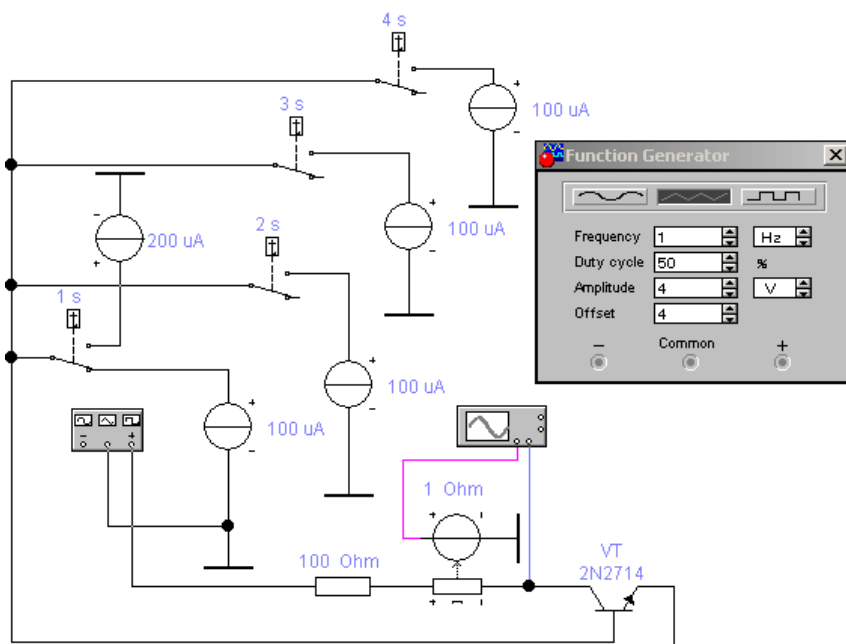 4 s
100 uA
3 s
100 uA
200 uA
2 s
100 uA
1 s
100 uA
Function Generator
Frequency 1 Hz
Duty cycle 50 %
Amplitude 4 V
Offset 4
− Common +
1 Ohm
100 Ohm
VT
2N2714